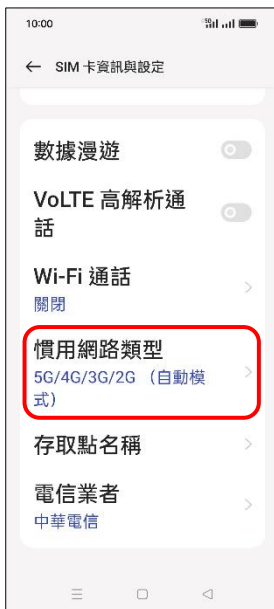 10:00
5G
← SIM 卡資訊與設定
數據漫遊
VoLTE 高解析通
話
Wi-Fi 通話
關閉
慣用網路類型
5G/4G/3G/2G （自動模
式）
存取點名稱
電信業者
中華電信